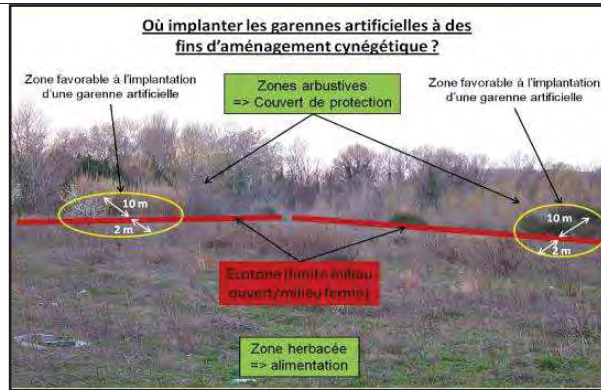 Où implanter les garennes artificielles à des
fins d'aménagement cynégétique ?
Zone favorable à l'implantation
d'une garenne artificielle
Zones arbustives
=> Couvert de protection
Zone favorable à l'implantation
d'une garenne artificielle
10 m
2 m
10 m
2 m
Ecotone (limite milieu
ouvert/milieu fermé)
Zone herbacée
=> alimentation